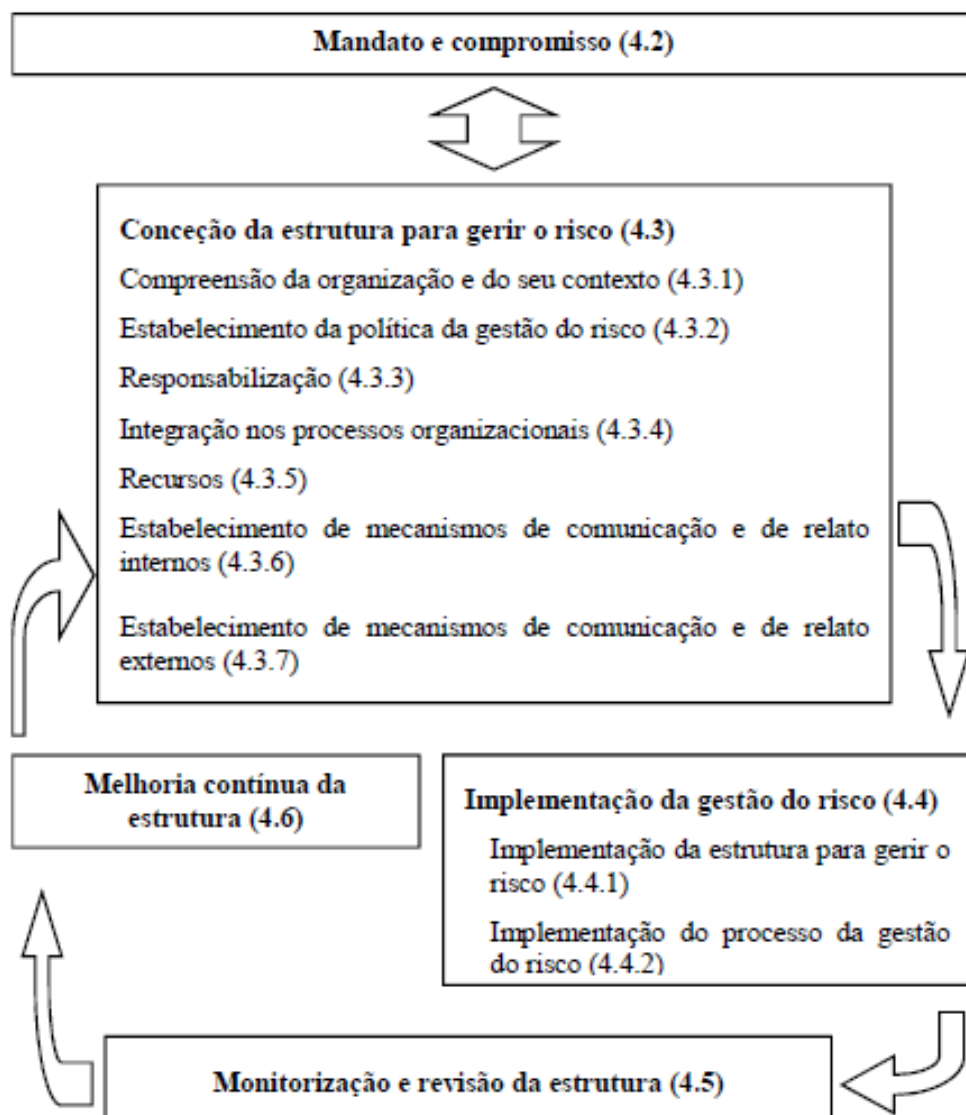 Mandato e compromisso (4.2)
Conceção da estrutura para gerir o risco (4.3)
Compreensão da organização e do seu contexto (4.3.1)
Estabelecimento da política da gestão do risco (4.3.2)
Responsabilização (4.3.3)
Integração nos processos organizacionais (4.3.4)
Recursos (4.3.5)
Estabelecimento de mecanismos de comunicação e de relato
internos (4.3.6)
Estabelecimento de mecanismos de comunicação e de relato
externos (4.3.7)
Melhoria contínua da
estrutura (4.6)
Implementação da gestão do risco (4.4)
Implementação da estrutura para gerir o
risco (4.4.1)
Implementação do processo da gestão
do risco (4.4.2)
Monitorização e revisão da estrutura (4.5)